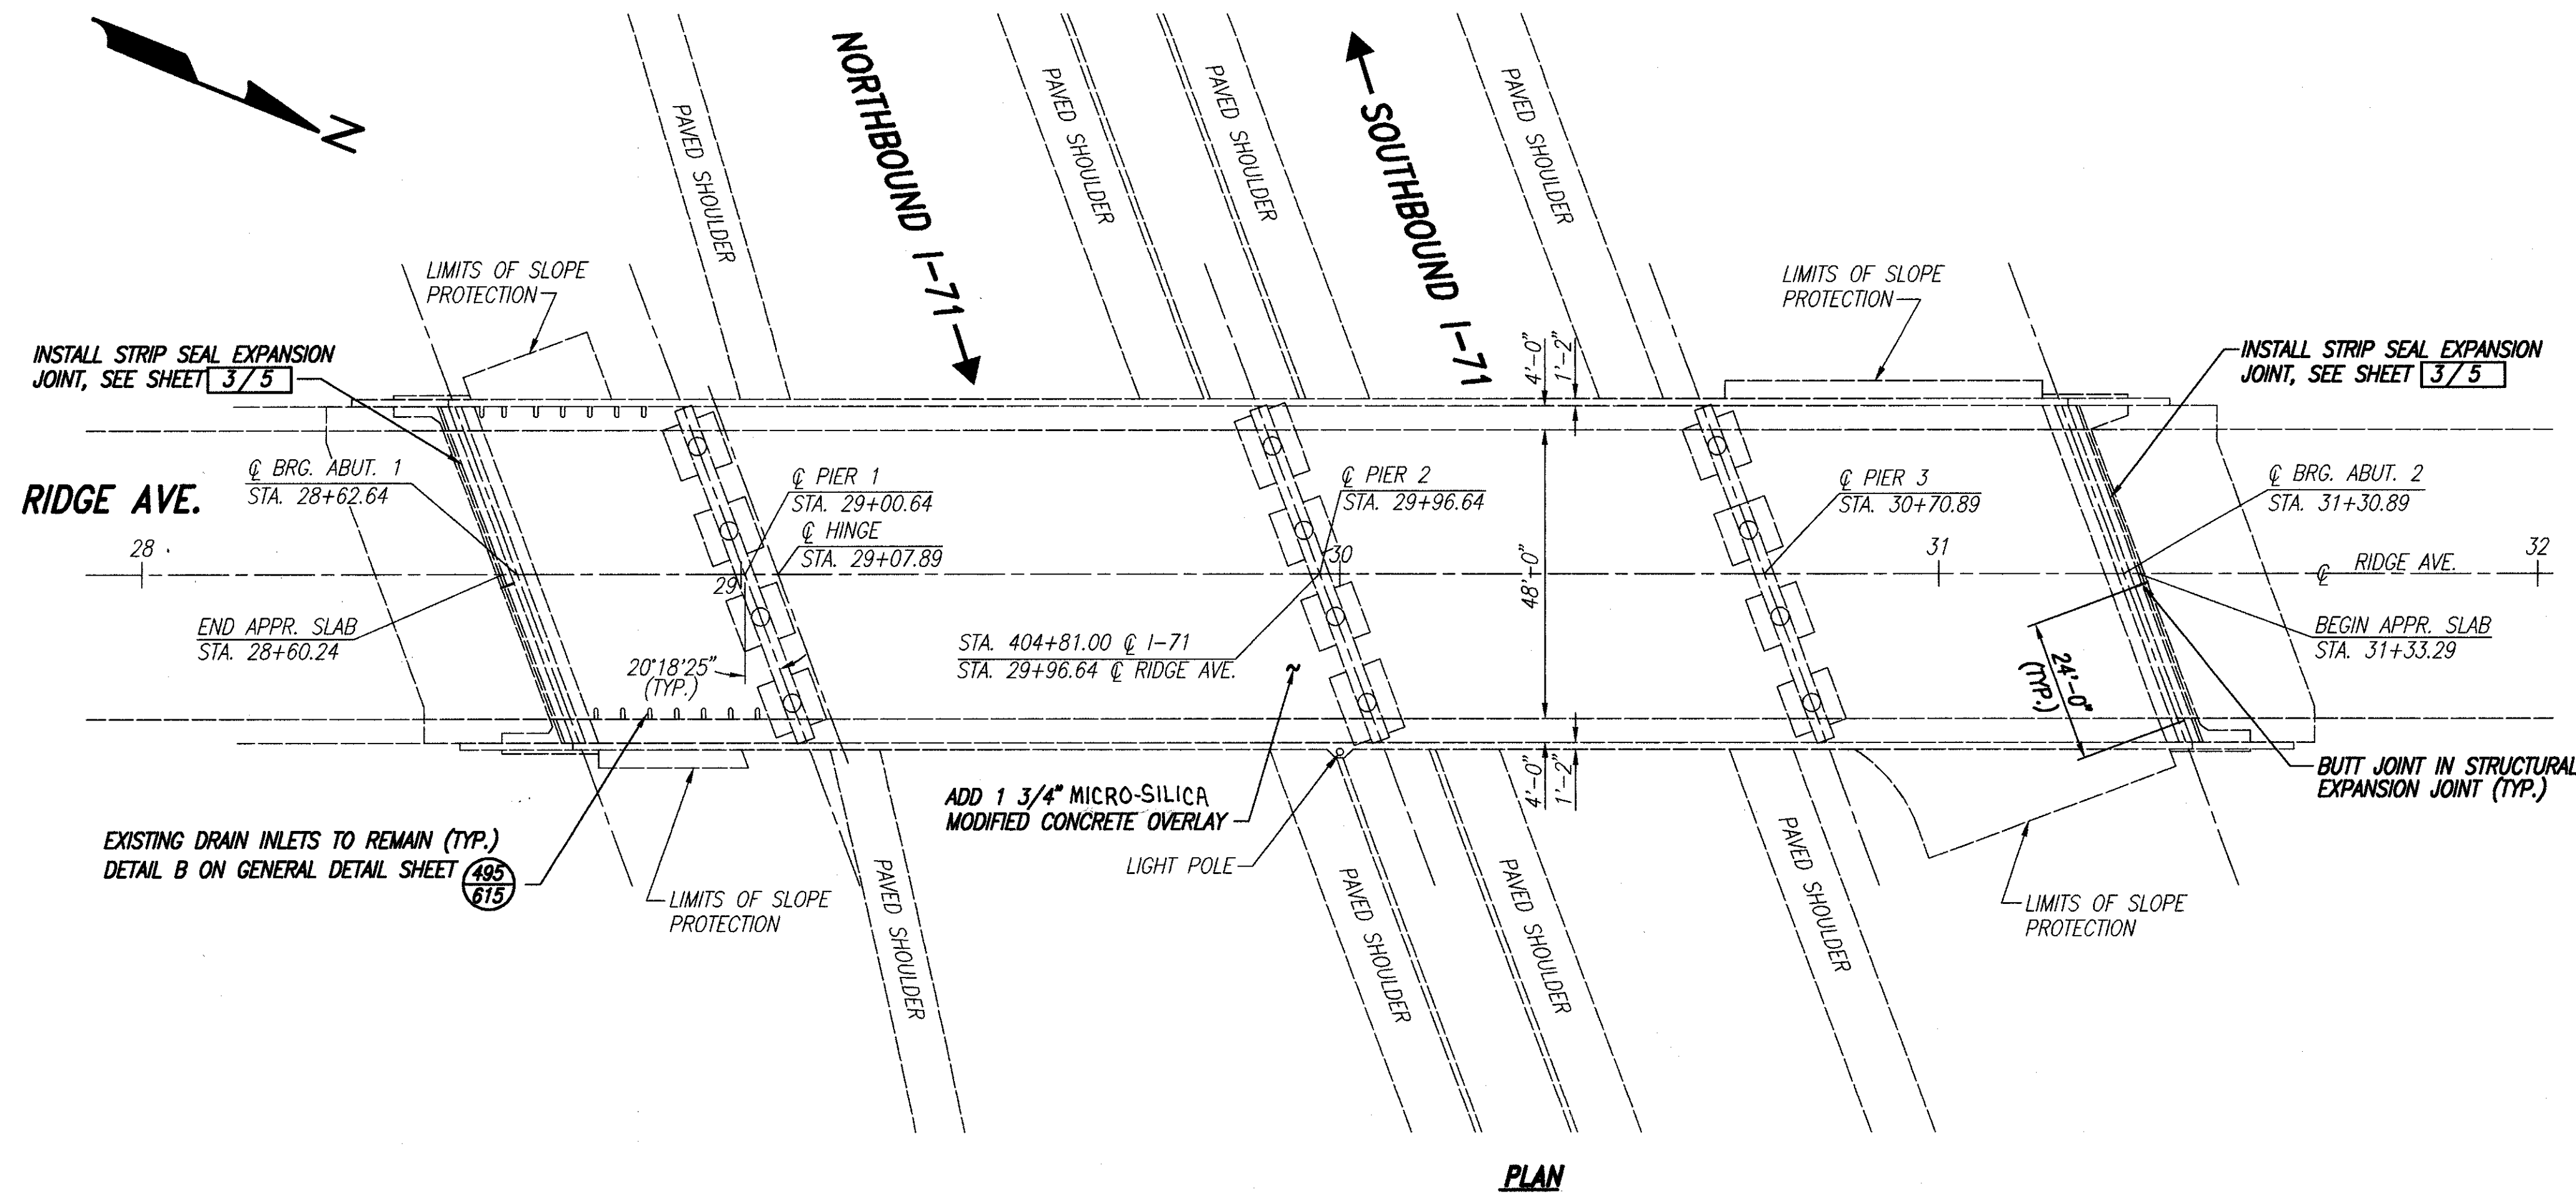 N
NORTHBOUND I-71
SOUTHBOUND I-71
PAVED SHOULDER
PAVED SHOULDER
PAVED SHOULDER
PAVED SHOULDER
LIMITS OF SLOPE
PROTECTION
LIMITS OF SLOPE
PROTECTION
INSTALL STRIP SEAL EXPANSION
JOINT, SEE SHEET 3/5
INSTALL STRIP SEAL EXPANSION
JOINT, SEE SHEET 3/5
4'-0"
1'-2"
RIDGE AVE.
℄ BRG. ABUT. 1
STA. 28+62.64
℄ PIER 1
STA. 29+00.64
℄ HINGE
STA. 29+07.89
℄ PIER 2
STA. 29+96.64
℄ PIER 3
STA. 30+70.89
℄ BRG. ABUT. 2
STA. 31+30.89
28
29
30
31
32
℄ RIDGE AVE.
48'-0"
END APPR. SLAB
STA. 28+60.24
20°18'25"
(TYP.)
STA. 404+81.00 ℄ I-71
STA. 29+96.64 ℄ RIDGE AVE.
BEGIN APPR. SLAB
STA. 31+33.29
24'-0"
(TYP.)
4'-0"
1'-2"
BUTT JOINT IN STRUCTURAL
EXPANSION JOINT (TYP.)
ADD 1 3/4" MICRO-SILICA
MODIFIED CONCRETE OVERLAY
LIGHT POLE
EXISTING DRAIN INLETS TO REMAIN (TYP.)
DETAIL B ON GENERAL DETAIL SHEET 495
615
LIMITS OF SLOPE
PROTECTION
LIMITS OF SLOPE
PROTECTION
PAVED SHOULDER
PAVED SHOULDER
PAVED SHOULDER
PAVED SHOULDER
PLAN